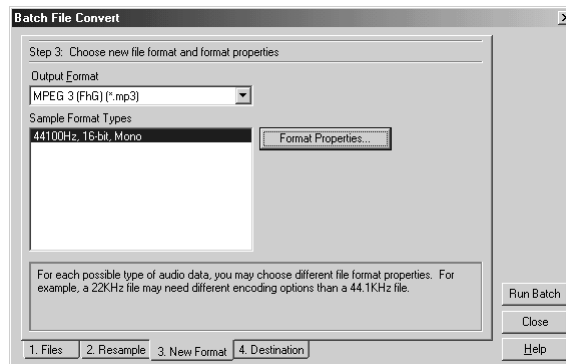 Batch File Convert
Step 3: Choose new file format and format properties
Output Format
MPEG 3 (FhG) (*.mp3)
Sample Format Types
44100Hz, 16-bit, Mono
Format Properties...
For each possible type of audio data, you may choose different file format properties. For
example, a 22KHz file may need different encoding options than a 44.1KHz file.
Run Batch
Close
Help
1. Files
2. Resample
3. New Format
4. Destination